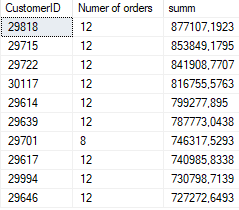 CustomerID Numer of orders summ
29818 12 877107,1923
29715 12 853849,1795
29722 12 841908,7707
30117 12 816755,5763
29614 12 799277,895
29639 12 787773,0438
29701 8 746317,5293
29617 12 740985,8338
29994 12 730798,7139
29646 12 727272,6493